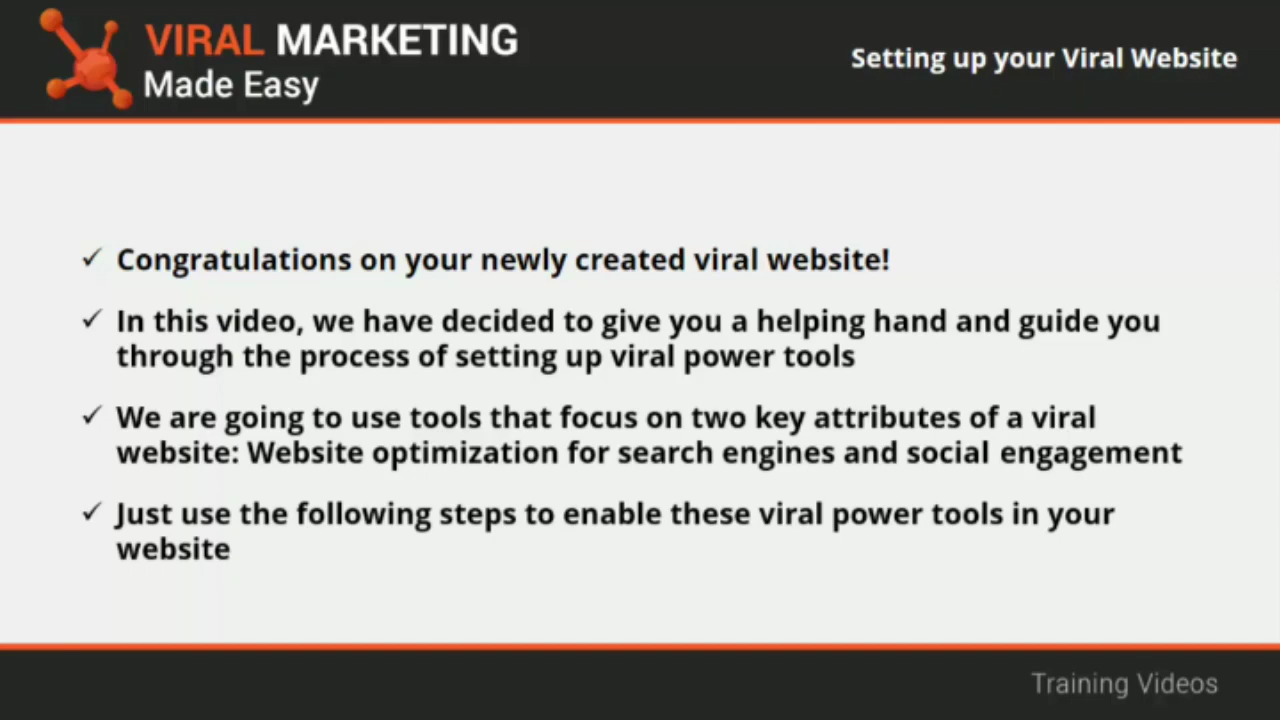 VIRAL MARKETING
Made Easy
Setting up your Viral Website
✓ Congratulations on your newly created viral website!
✓ In this video, we have decided to give you a helping hand and guide you
through the process of setting up viral power tools
✓ We are going to use tools that focus on two key attributes of a viral
website: Website optimization for search engines and social engagement
✓ Just use the following steps to enable these viral power tools in your
website
Training Videos